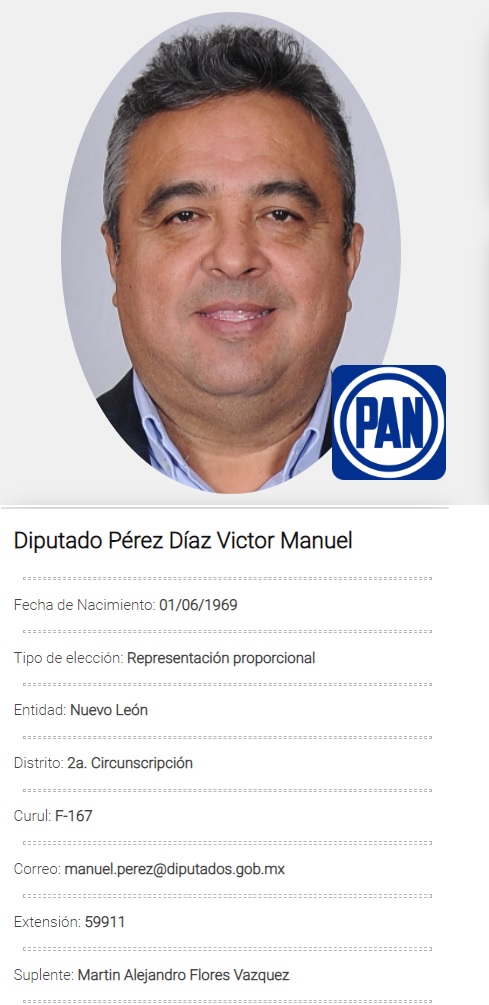 PAN
Diputado Pérez Díaz Victor Manuel
Fecha de Nacimiento: 01/06/1969
Tipo de elección: Representación proporcional
Entidad: Nuevo León
Distrito: 2a. Circunscripción
Curul: F-167
Correo: manuel.perez@diputados.gob.mx
Extensión: 59911
Suplente: Martin Alejandro Flores Vazquez